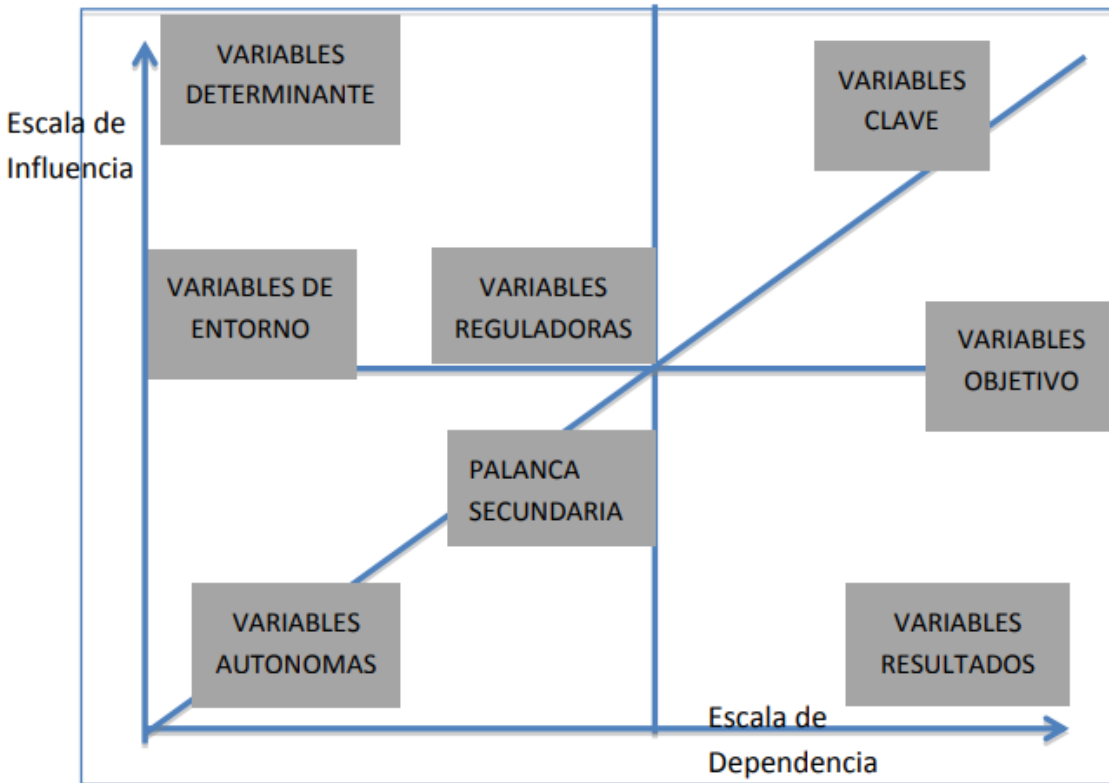 VARIABLES
DETERMINANTE
VARIABLES
CLAVE
Escala de
Influencia
VARIABLES DE
ENTORNO
VARIABLES
REGULADORAS
VARIABLES
OBJETIVO
PALANCA
SECUNDARIA
VARIABLES
AUTONOMAS
VARIABLES
RESULTADOS
Escala de
Dependencia